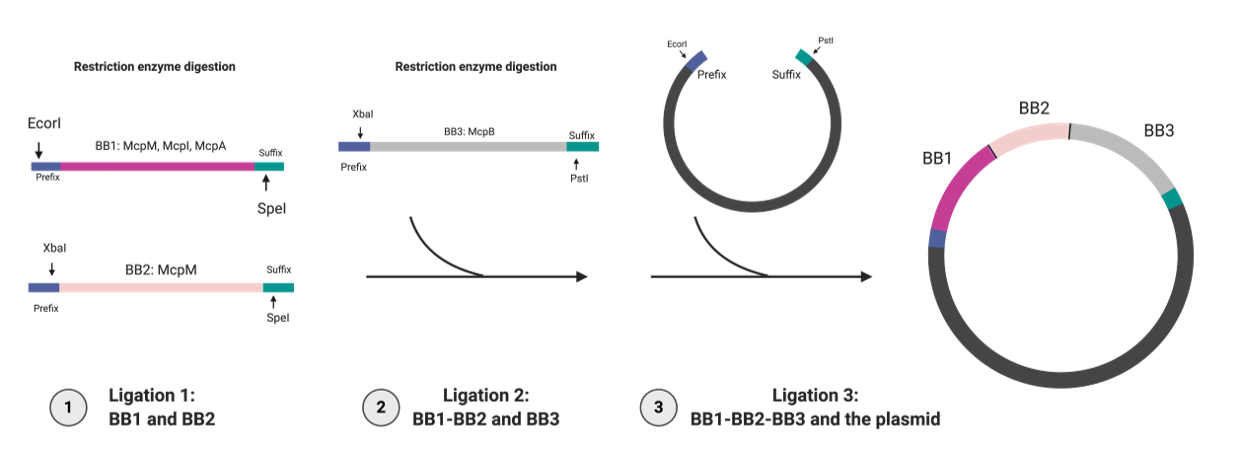 Restriction enzyme digestion
EcorI
BB1: McpM, McpI, McpA
Suffix
Prefix
SpeI
XbaI
BB2: McpM
Suffix
Prefix
SpeI
1
Ligation 1:
BB1 and BB2
Restriction enzyme digestion
XbaI
BB3: McpB
Suffix
Prefix
PstI
2
Ligation 2:
BB1-BB2 and BB3
EcorI
PstI
Prefix
Suffix
3
Ligation 3:
BB1-BB2-BB3 and the plasmid
BB2
BB3
BB1